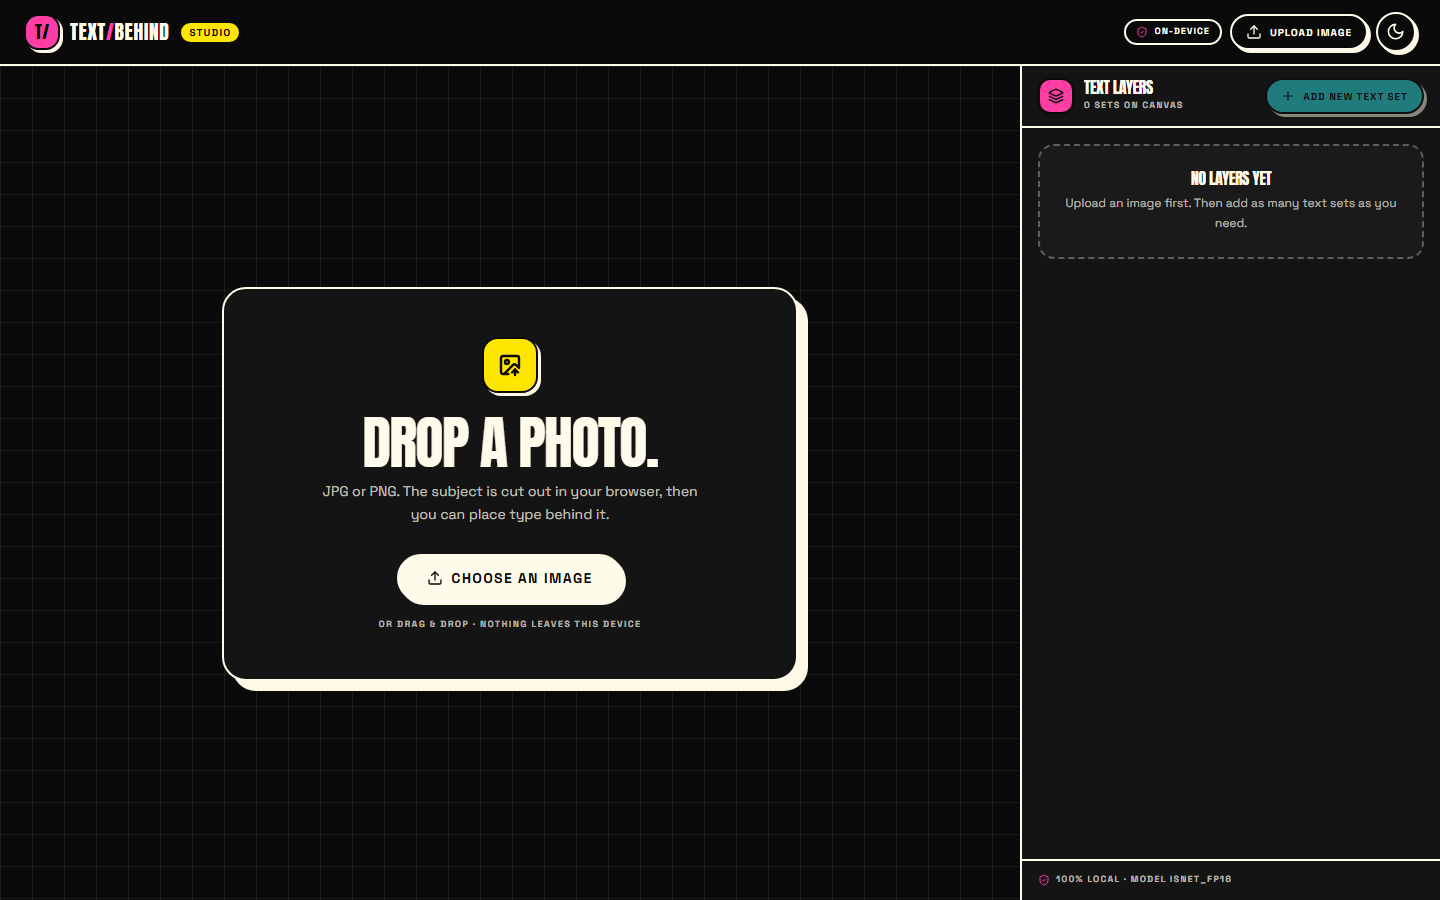 T/ TEXT/BEHIND STUDIO
ON-DEVICE
UPLOAD IMAGE
TEXT LAYERS
0 SETS ON CANVAS
ADD NEW TEXT SET
NO LAYERS YET
Upload an image first. Then add as many text sets as you
need.
DROP A PHOTO.
JPG or PNG. The subject is cut out in your browser, then
you can place type behind it.
CHOOSE AN IMAGE
OR DRAG & DROP · NOTHING LEAVES THIS DEVICE
100% LOCAL · MODEL ISNET_FP16